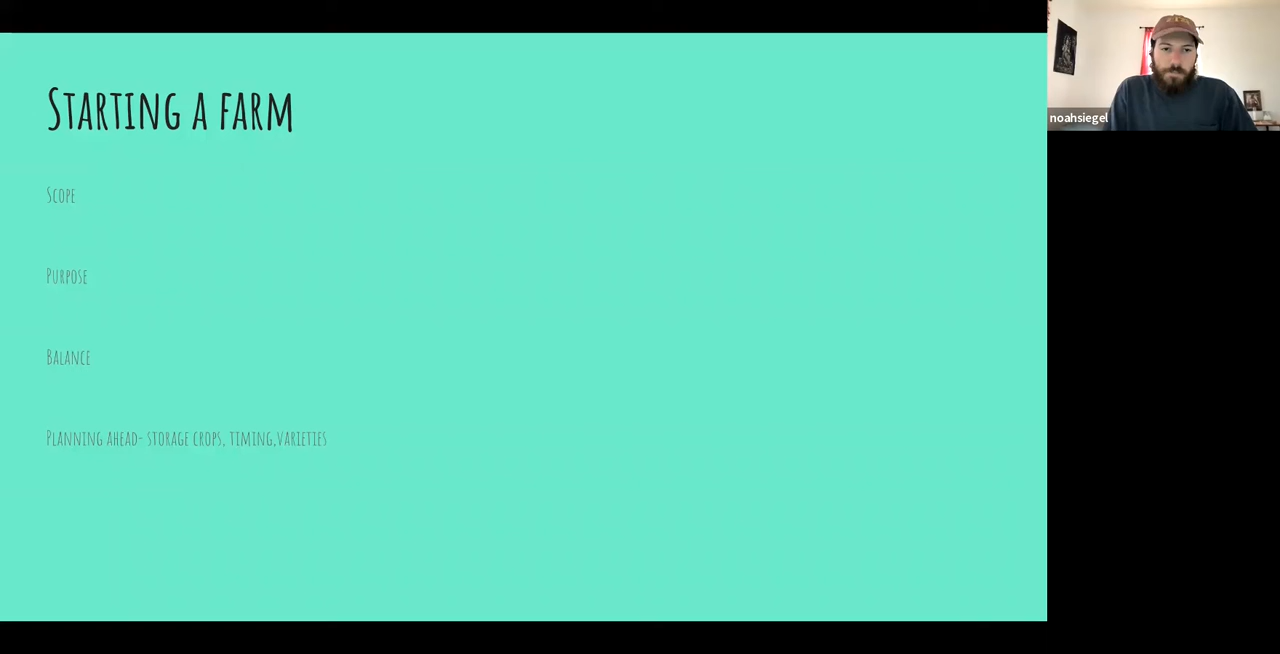 Starting a farm
Scope
Purpose
Balance
Planning ahead- storage crops, timing,varieties
noahsiegel